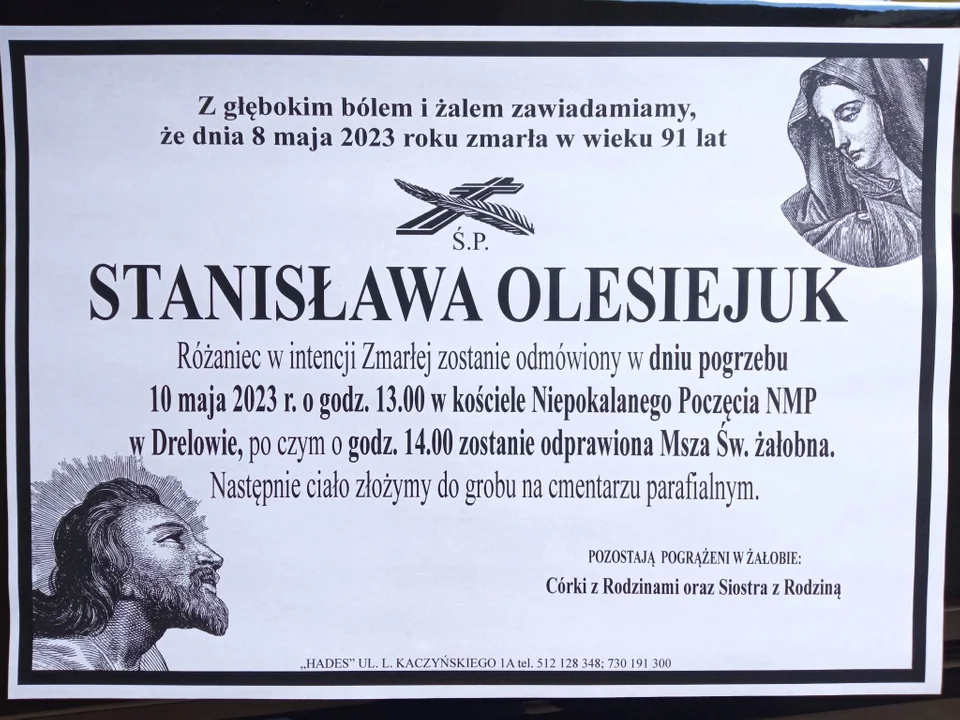 Z głębokim bólem i żalem zawiadamiamy,
że dnia 8 maja 2023 roku zmarła w wieku 91 lat
Ś.P.
STANISŁAWA OLESIEJUK
Różaniec w intencji Zmarłej zostanie odmówiony w dniu pogrzebu
10 maja 2023 r. o godz. 13.00 w kościele Niepokalanego Poczęcia NMP
w Drelowie, po czym o godz. 14.00 zostanie odprawiona Msza Św. żałobna.
Następnie ciało złożymy do grobu na cmentarzu parafialnym.
POZOSTAJĄ POGRĄŻENI W ŻAŁOBIE:
Córki z Rodzinami oraz Siostra z Rodziną
„HADES” UL. L. KACZYŃSKIEGO 1A tel. 512 128 348; 730 191 300